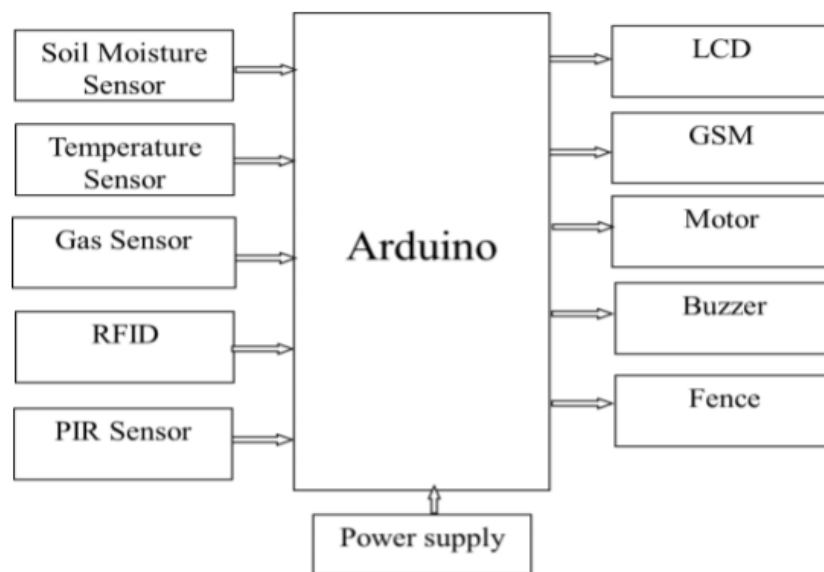 Soil Moisture
Sensor
Temperature
Sensor
Gas Sensor
RFID
PIR Sensor
Arduino
LCD
GSM
Motor
Buzzer
Fence
Power supply